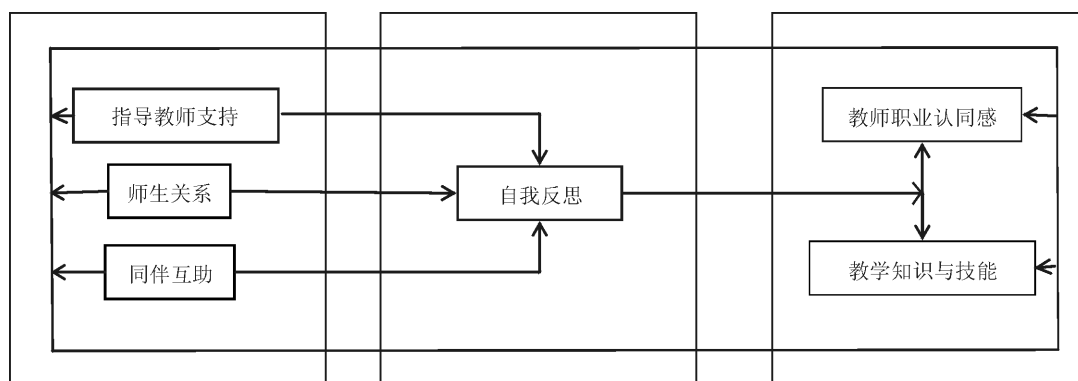 指导教师支持
师生关系
同伴互助
自我反思
教师职业认同感
教学知识与技能